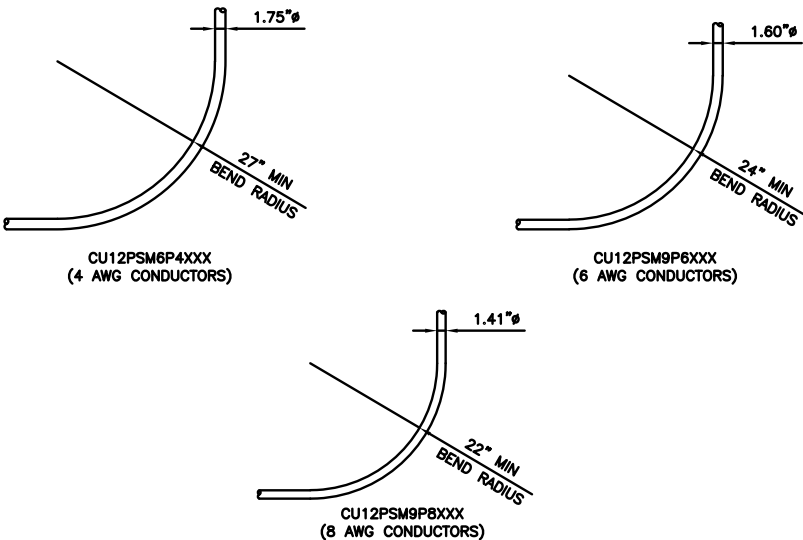 1.75"ø
27" MIN
BEND RADIUS
CU12PSM6P4XXX
(4 AWG CONDUCTORS)
1.60"ø
24" MIN
BEND RADIUS
CU12PSM9P6XXX
(6 AWG CONDUCTORS)
1.41"ø
22" MIN
BEND RADIUS
CU12PSM9P8XXX
(8 AWG CONDUCTORS)